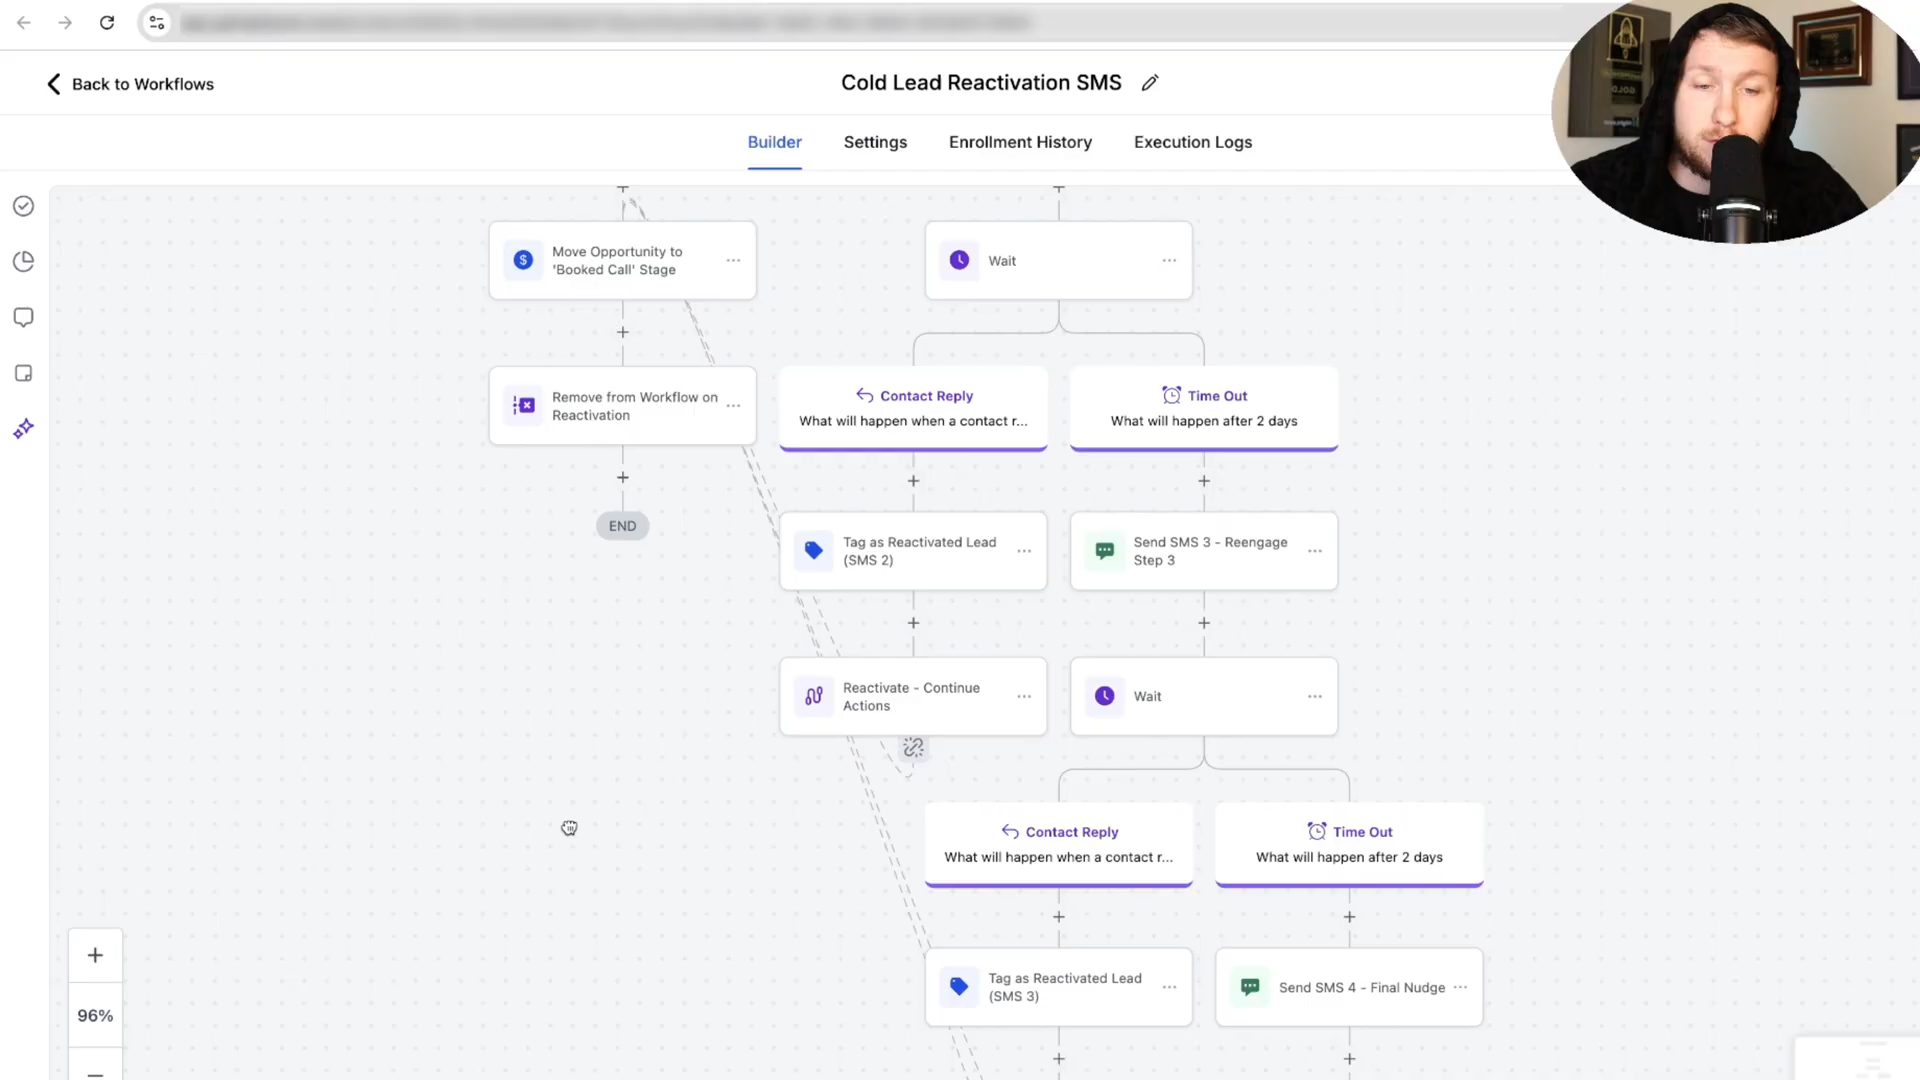 Back to Workflows
Cold Lead Reactivation SMS
Builder
Settings
Enrollment History
Execution Logs
Move Opportunity to
'Booked Call' Stage
Wait
Remove from Workflow on
Reactivation
Contact Reply
What will happen when a contact r...
Time Out
What will happen after 2 days
END
Tag as Reactivated Lead
(SMS 2)
Send SMS 3 - Reengage
Step 3
Reactivate - Continue
Actions
Wait
Contact Reply
What will happen when a contact r...
Time Out
What will happen after 2 days
Tag as Reactivated Lead
(SMS 3)
Send SMS 4 - Final Nudge
96%